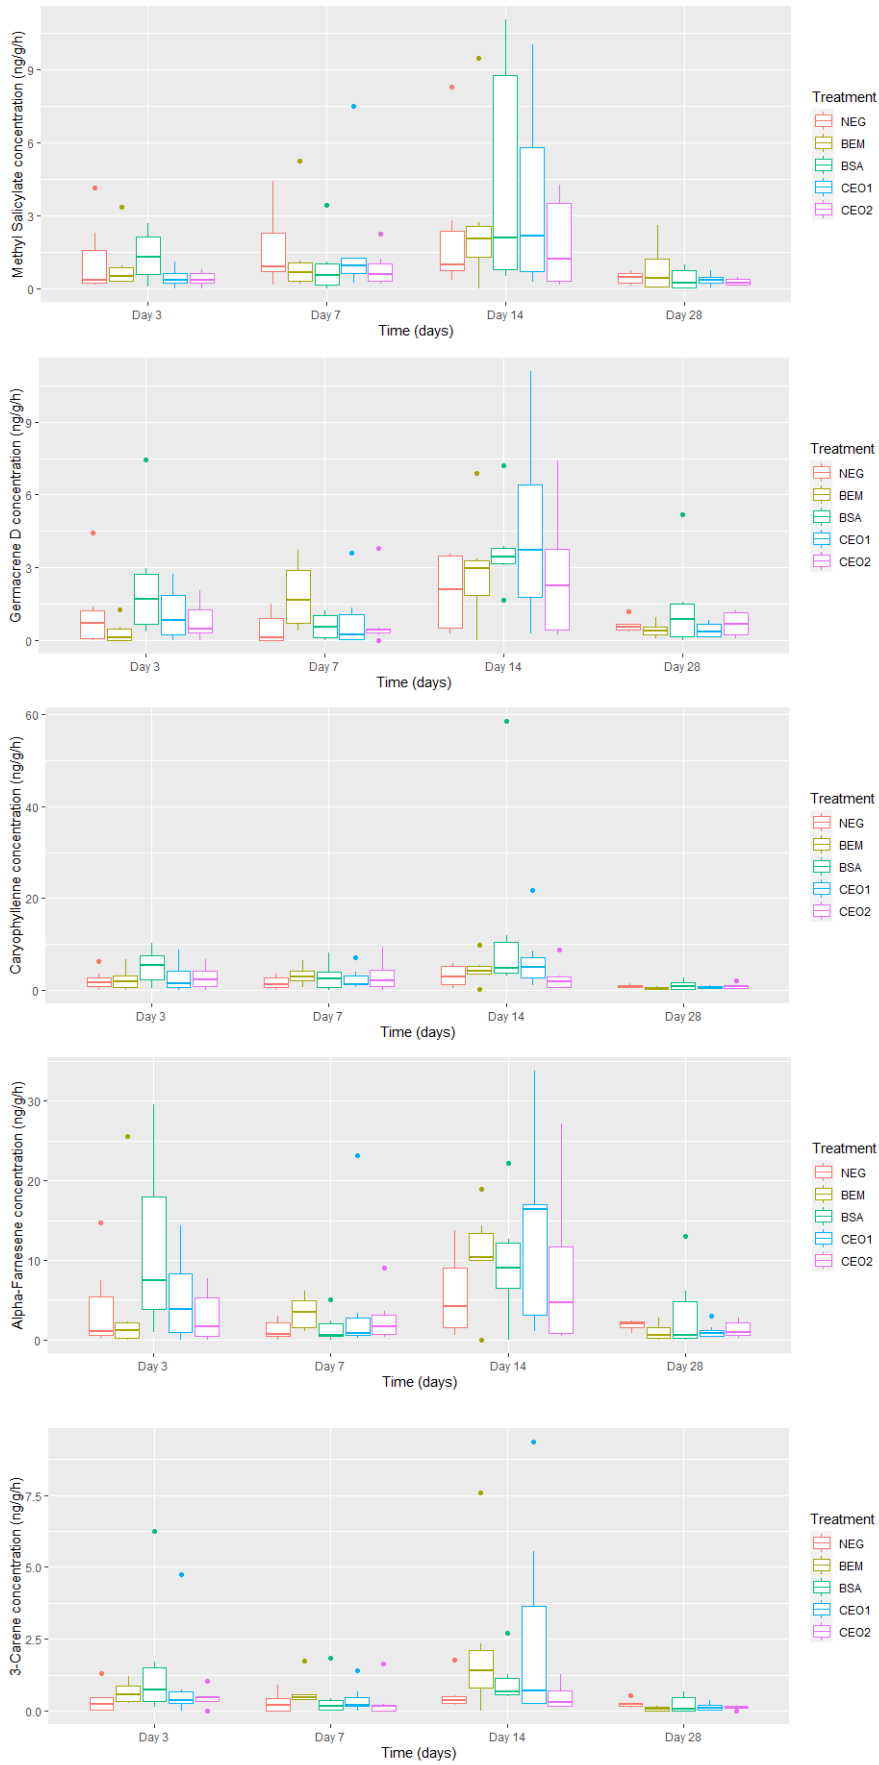 Methyl Salicylate concentration (ng/g/h)
9
6
3
0
Day 3 Day 7 Day 14 Day 28
Time (days)
Treatment
NEG
BEM
BSA
CEO1
CEO2
Germacrene D concentration (ng/g/h)
9
6
3
0
Day 3 Day 7 Day 14 Day 28
Time (days)
Treatment
NEG
BEM
BSA
CEO1
CEO2
Caryophyllenne concentration (ng/g/h)
60
40
20
0
Day 3 Day 7 Day 14 Day 28
Time (days)
Treatment
NEG
BEM
BSA
CEO1
CEO2
Alpha-Farnesene concentration (ng/g/h)
30
20
10
0
Day 3 Day 7 Day 14 Day 28
Time (days)
Treatment
NEG
BEM
BSA
CEO1
CEO2
3-Carene concentration (ng/g/h)
7.5
5.0
2.5
0.0
Day 3 Day 7 Day 14 Day 28
Time (days)
Treatment
NEG
BEM
BSA
CEO1
CEO2